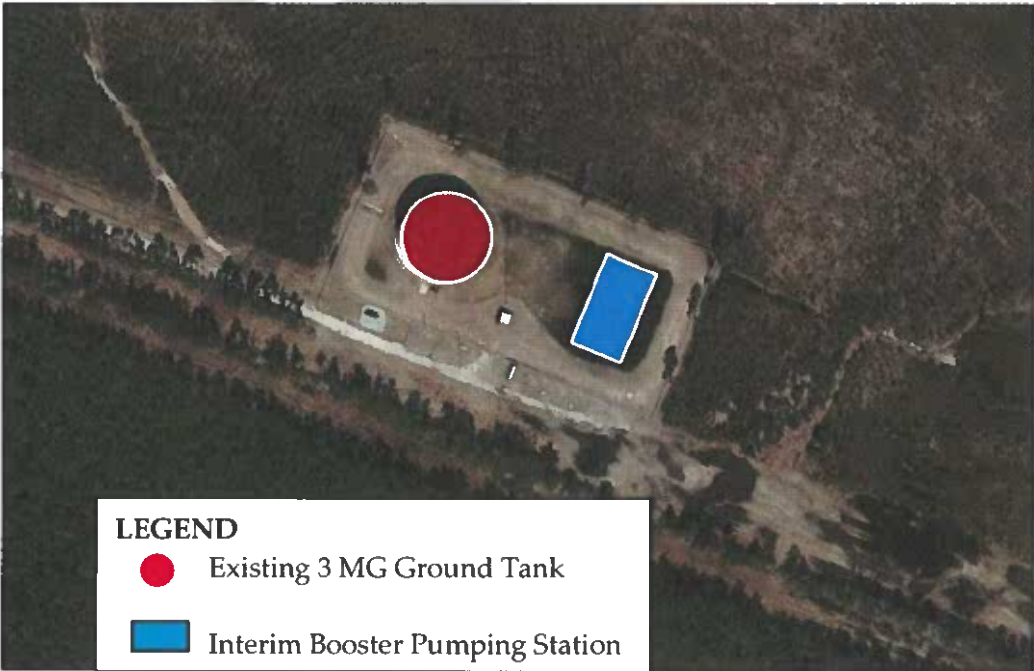 LEGEND
Existing 3 MG Ground Tank
Interim Booster Pumping Station